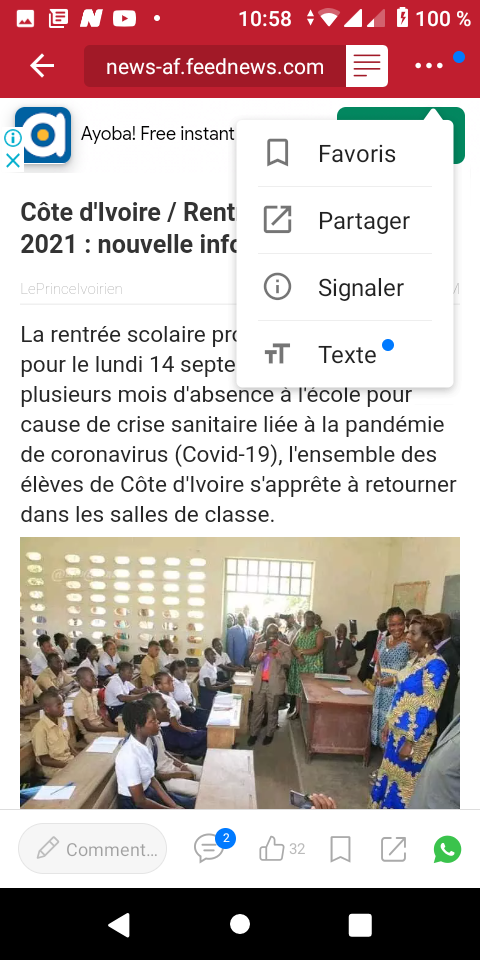 10:58
100 %
news-af.feednews.com
Ayoba! Free instant
Favoris
Partager
Signaler
Texte
Côte d'Ivoire / Rent
2021 : nouvelle info
LePrinceIvoirien
M
La rentrée scolaire pro
pour le lundi 14 septe
plusieurs mois d'absence à l'école pour
cause de crise sanitaire liée à la pandémie
de coronavirus (Covid-19), l'ensemble des
élèves de Côte d'Ivoire s'apprête à retourner
dans les salles de classe.
Comment...
2
32